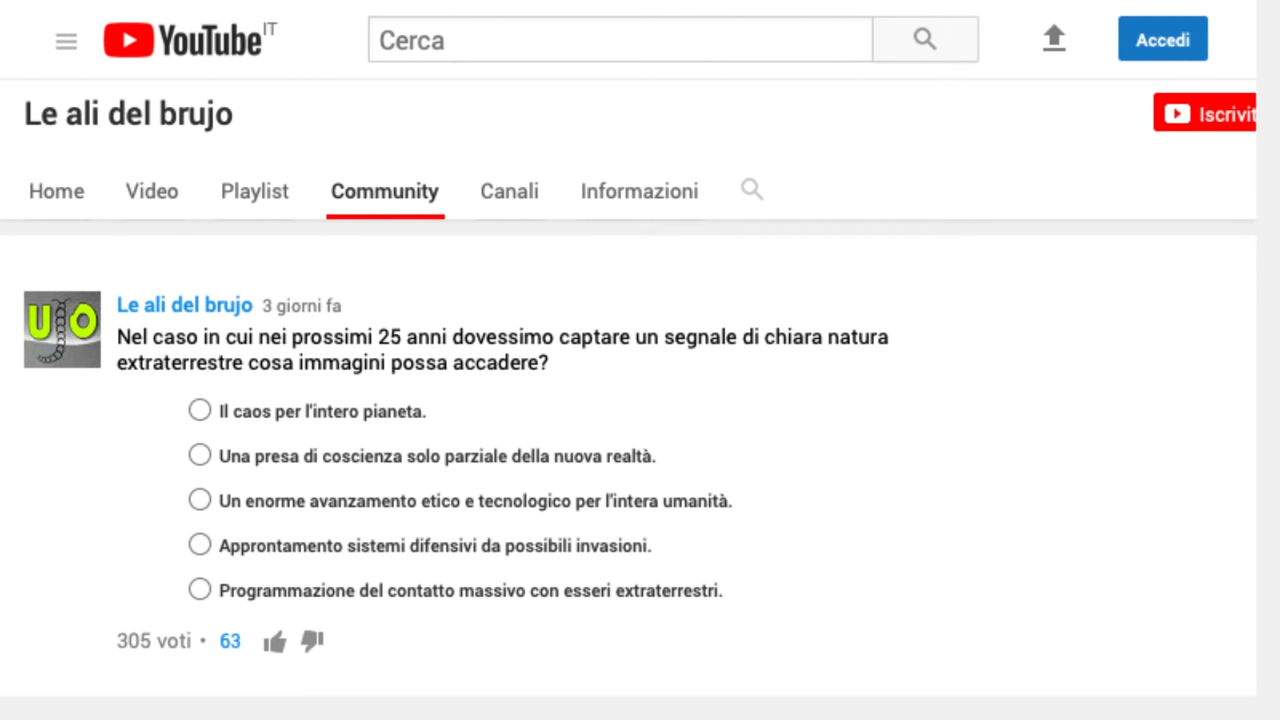 YouTube IT
Cerca
Accedi
Le ali del brujo
Iscrivit
Home Video Playlist Community Canali Informazioni
UJO
Le ali del brujo 3 giorni fa
Nel caso in cui nei prossimi 25 anni dovessimo captare un segnale di chiara natura
extraterrestre cosa immagini possa accadere?
Il caos per l'intero pianeta.
Una presa di coscienza solo parziale della nuova realtà.
Un enorme avanzamento etico e tecnologico per l'intera umanità.
Approntamento sistemi difensivi da possibili invasioni.
Programmazione del contatto massivo con esseri extraterrestri.
305 voti • 63